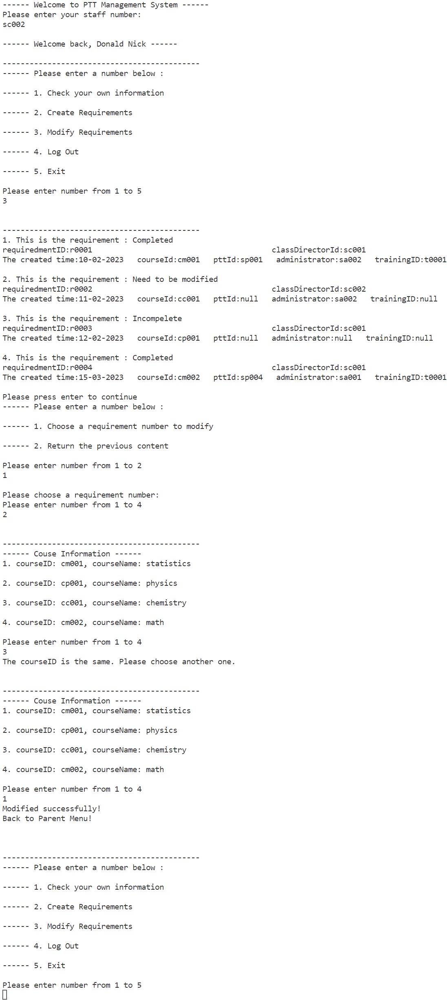 ------ Welcome to PTT Management System ------
Please enter your staff number:
sc002
------ Welcome back, Donald Nick ------
--------------------------------------------
------ Please enter a number below :
------ 1. Check your own information
------ 2. Create Requirements
------ 3. Modify Requirements
------ 4. Log Out
------ 5. Exit
Please enter number from 1 to 5
3
--------------------------------------------
1. This is the requirement : Completed
requiredmentID:r0001 classDirectorId:sc001
The created time:10-02-2023 courseId:cm001 pttId:sp001 administrator:sa002 trainingID:t0001
2. This is the requirement : Need to be modified
requiredmentID:r0002 classDirectorId:sc002
The created time:11-02-2023 courseId:cc001 pttId:null administrator:sa002 trainingID:null
3. This is the requirement : Incompelete
requiredmentID:r0003 classDirectorId:sc001
The created time:12-02-2023 courseId:cp001 pttId:null administrator:null trainingID:null
4. This is the requirement : Completed
requiredmentID:r0004 classDirectorId:sc001
The created time:15-03-2023 courseId:cm002 pttId:sp004 administrator:sa001 trainingID:t0001
Please press enter to continue
------ Please enter a number below :
------ 1. Choose a requirement number to modify
------ 2. Return the previous content
Please enter number from 1 to 2
1
Please choose a requirement number:
Please enter number from 1 to 4
2
--------------------------------------------
------ Couse Information ------
1. courseID: cm001, courseName: statistics
2. courseID: cp001, courseName: physics
3. courseID: cc001, courseName: chemistry
4. courseID: cm002, courseName: math
Please enter number from 1 to 4
3
The courseID is the same. Please choose another one.
--------------------------------------------
------ Couse Information ------
1. courseID: cm001, courseName: statistics
2. courseID: cp001, courseName: physics
3. courseID: cc001, courseName: chemistry
4. courseID: cm002, courseName: math
Please enter number from 1 to 4
1
Modified successfully!
Back to Parent Menu!
--------------------------------------------
------ Please enter a number below :
------ 1. Check your own information
------ 2. Create Requirements
------ 3. Modify Requirements
------ 4. Log Out
------ 5. Exit
Please enter number from 1 to 5